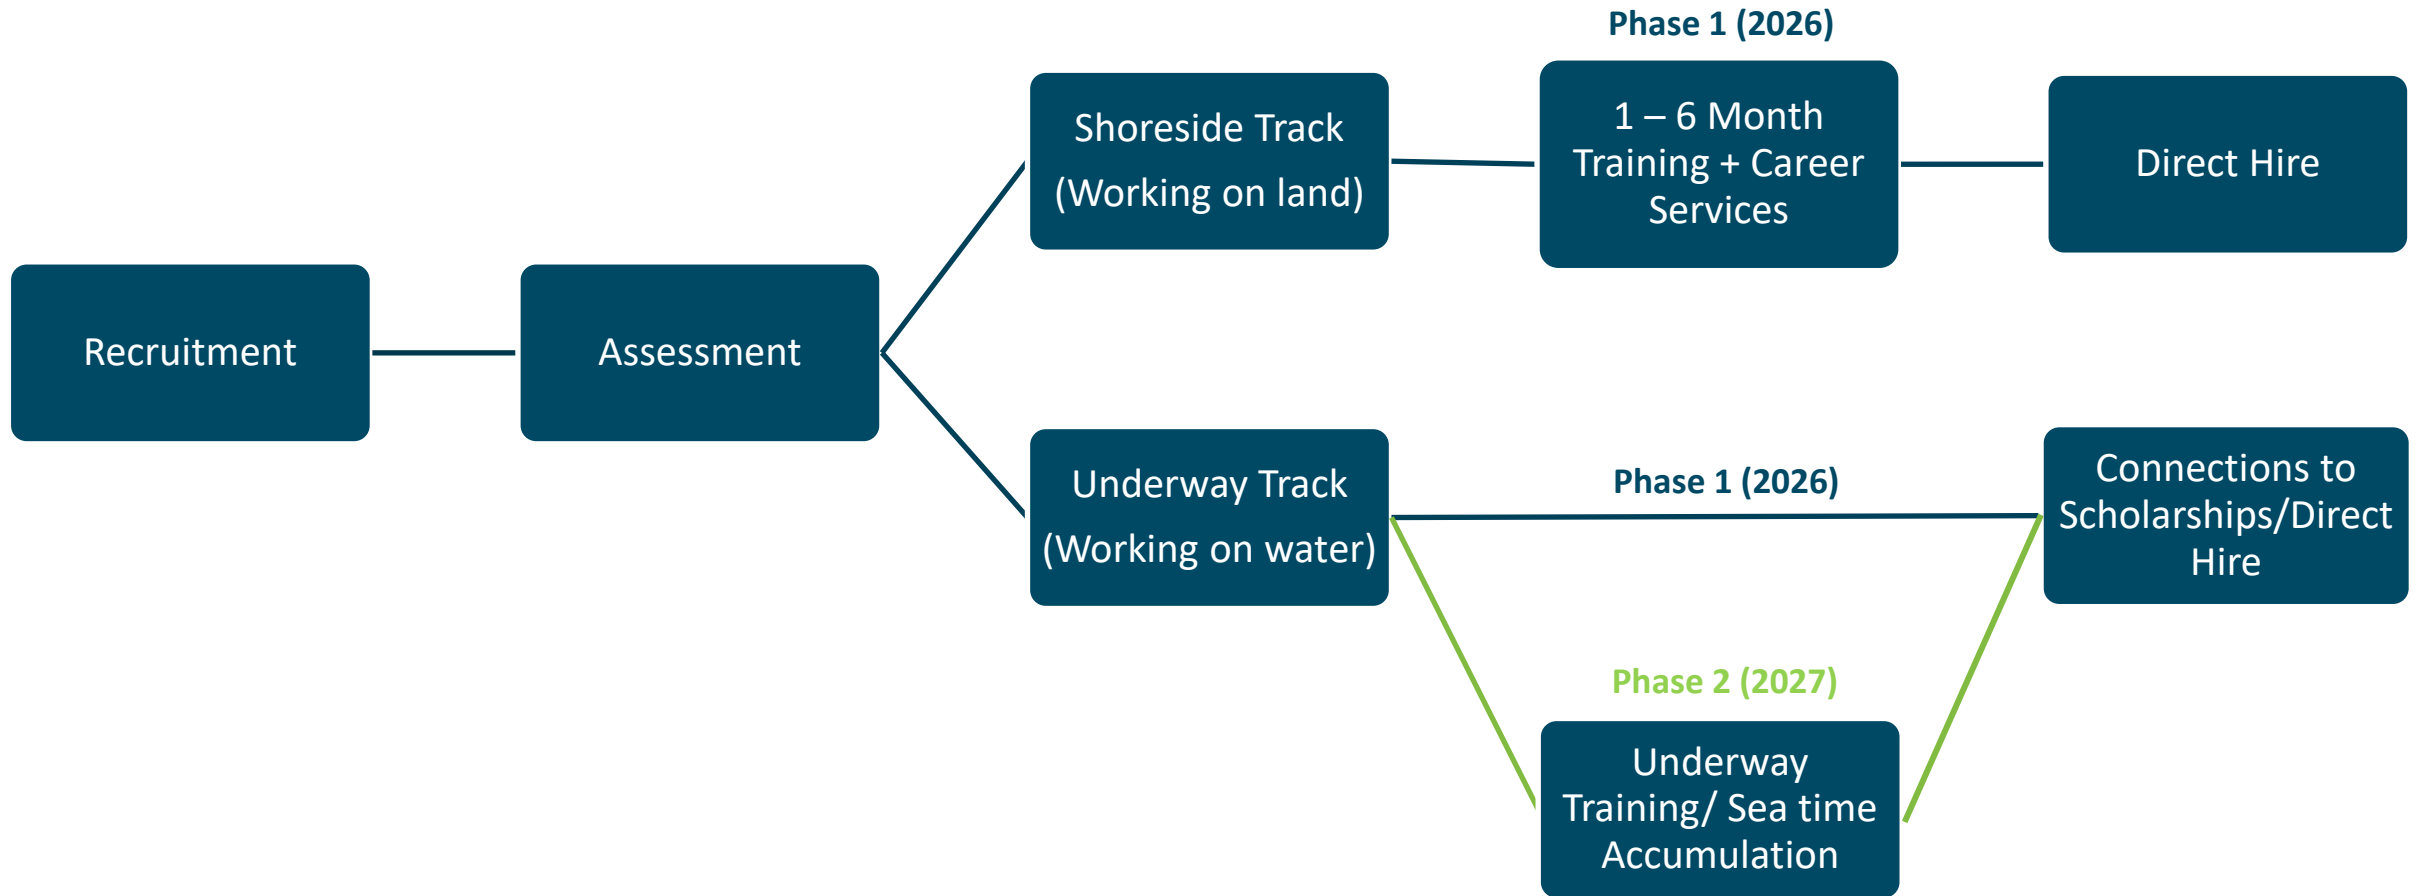 Recruitment
Assessment
Shoreside Track
(Working on land)
Phase 1 (2026)
1 – 6 Month
Training + Career
Services
Direct Hire
Underway Track
(Working on water)
Phase 1 (2026)
Connections to
Scholarships/Direct
Hire
Phase 2 (2027)
Underway
Training/ Sea time
Accumulation